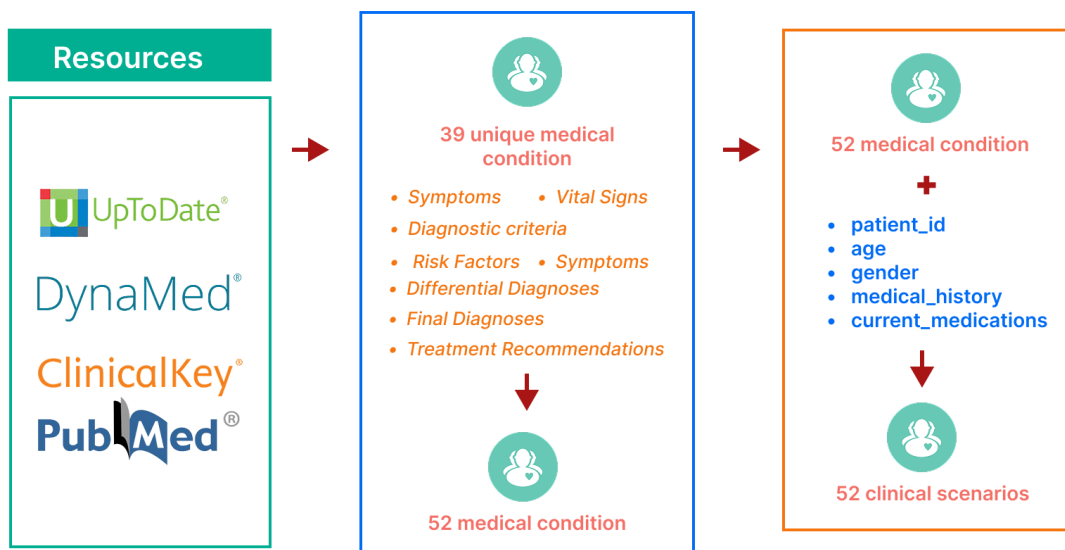 Resources
UpToDate®
DynaMed®
ClinicalKey®
PubMed®
39 unique medical
condition
• Symptoms • Vital Signs
• Diagnostic criteria
• Risk Factors • Symptoms
• Differential Diagnoses
• Final Diagnoses
• Treatment Recommendations
52 medical condition
52 medical condition
+
• patient_id
• age
• gender
• medical_history
• current_medications
52 clinical scenarios